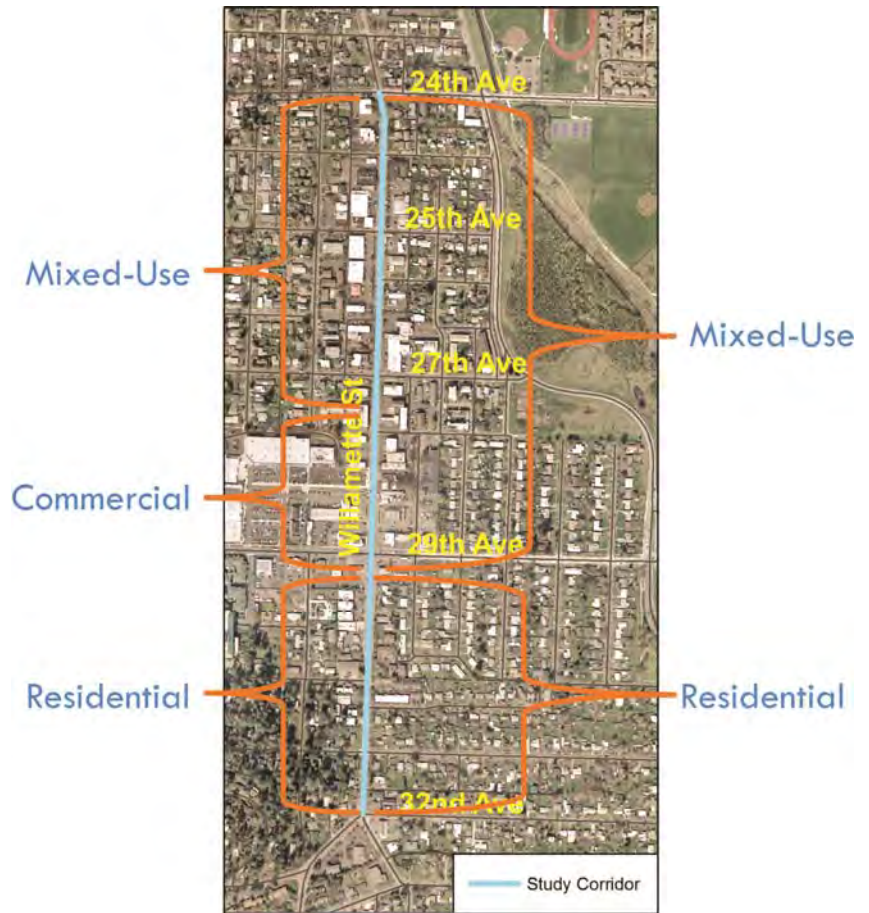 24th Ave
25th Ave
Mixed-Use
Mixed-Use
27th Ave
Willamette St
Commercial
29th Ave
Residential
Residential
32nd Ave
Study Corridor